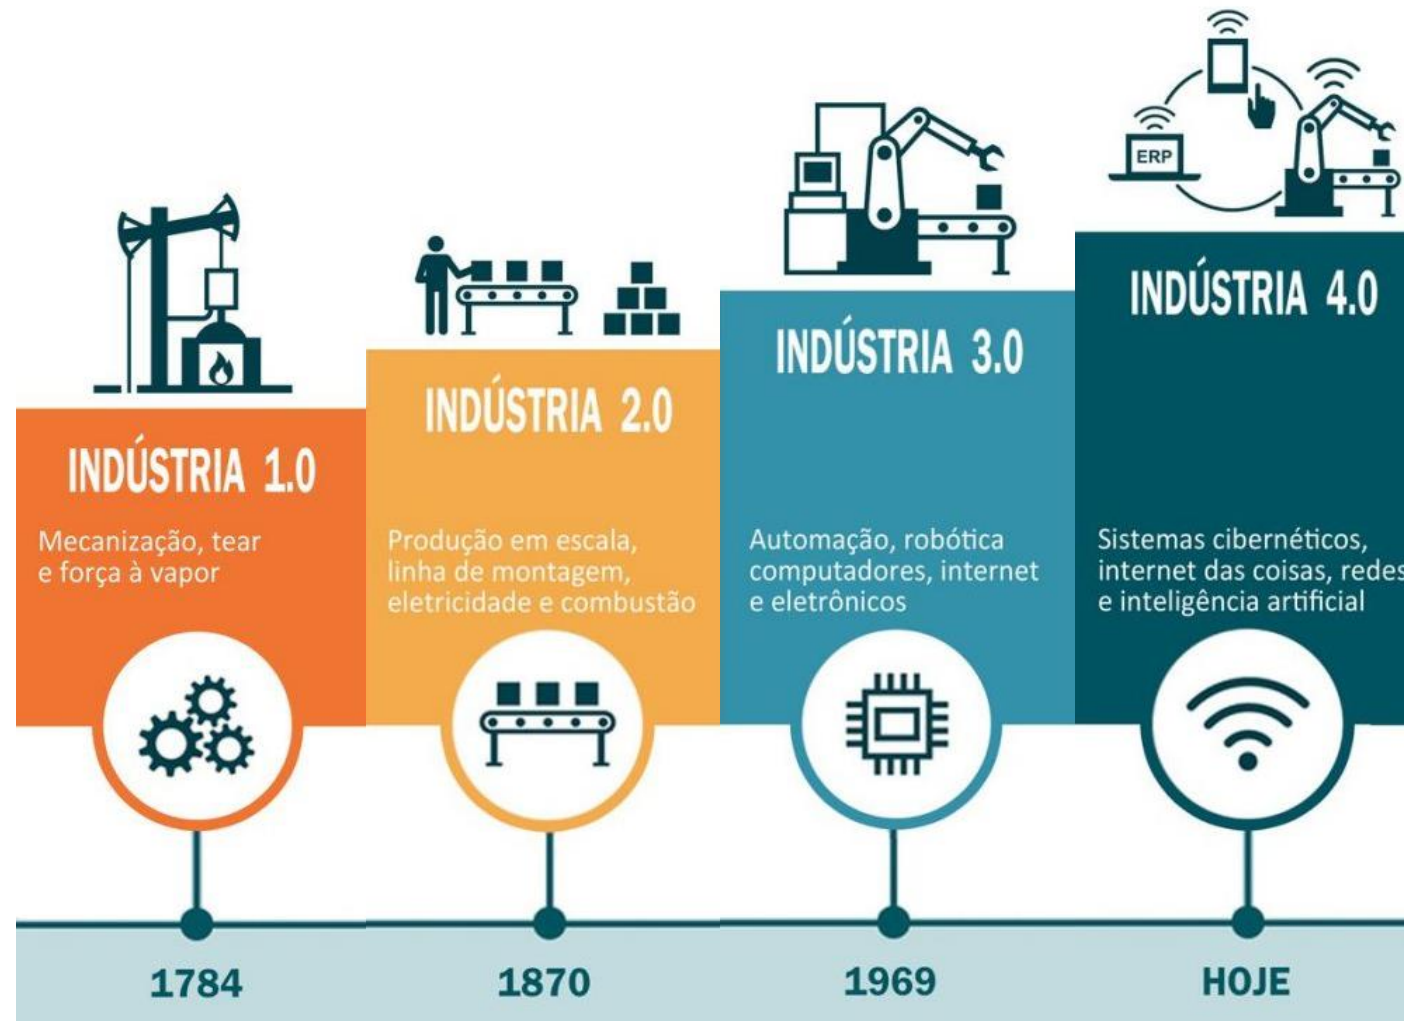 ERP
INDÚSTRIA 1.0
Mecanização, tear
e força à vapor
1784
INDÚSTRIA 2.0
Produção em escala,
linha de montagem,
eletricidade e combustão
1870
INDÚSTRIA 3.0
Automação, robótica
computadores, internet
e eletrônicos
1969
INDÚSTRIA 4.0
Sistemas cibernéticos,
internet das coisas, redes
e inteligência artificial
HOJE